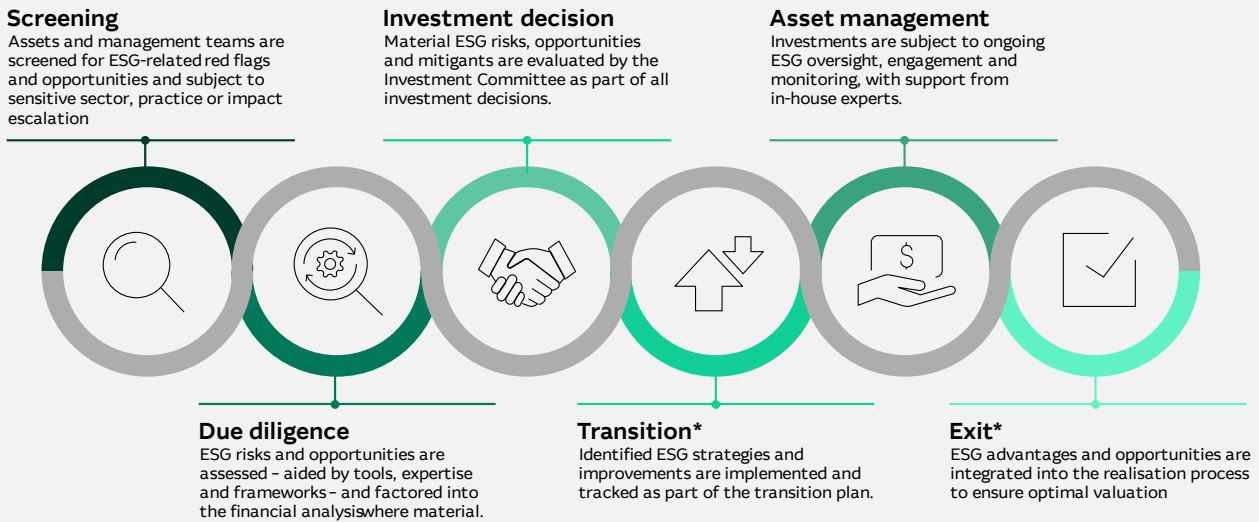 Screening
Assets and management teams are
screened for ESG-related red flags
and opportunities and subject to
sensitive sector, practice or impact
escalation
Investment decision
Material ESG risks, opportunities
and mitigants are evaluated by the
Investment Committee as part of all
investment decisions.
Asset management
Investments are subject to ongoing
ESG oversight, engagement and
monitoring, with support from
in-house experts.
$
Due diligence
ESG risks and opportunities are
assessed – aided by tools, expertise
and frameworks – and factored into
the financial analysiswhere material.
Transition*
Identified ESG strategies and
improvements are implemented and
tracked as part of the transition plan.
Exit*
ESG advantages and opportunities are
integrated into the realisation process
to ensure optimal valuation